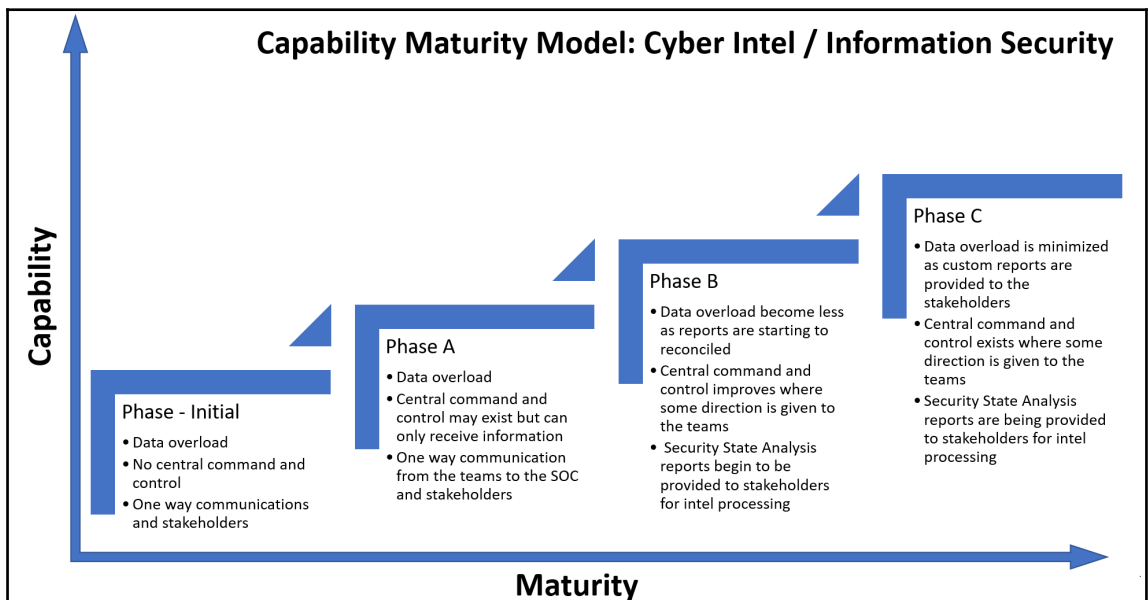 Capability Maturity Model: Cyber Intel / Information Security
Capability
Phase - Initial
• Data overload
• No central command and
control
• One way communications
and stakeholders
Phase A
• Data overload
• Central command and
control may exist but can
only receive information
• One way communication
from the teams to the SOC
and stakeholders
Phase B
• Data overload become less
as reports are starting to
reconciled
• Central command and
control improves where
some direction is given to
the teams
• Security State Analysis
reports begin to be
provided to stakeholders
for intel processing
Phase C
• Data overload is minimized
as custom reports are
provided to the
stakeholders
• Central command and
control exists where some
direction is given to the
teams
• Security State Analysis
reports are being provided
to stakeholders for intel
processing
Maturity